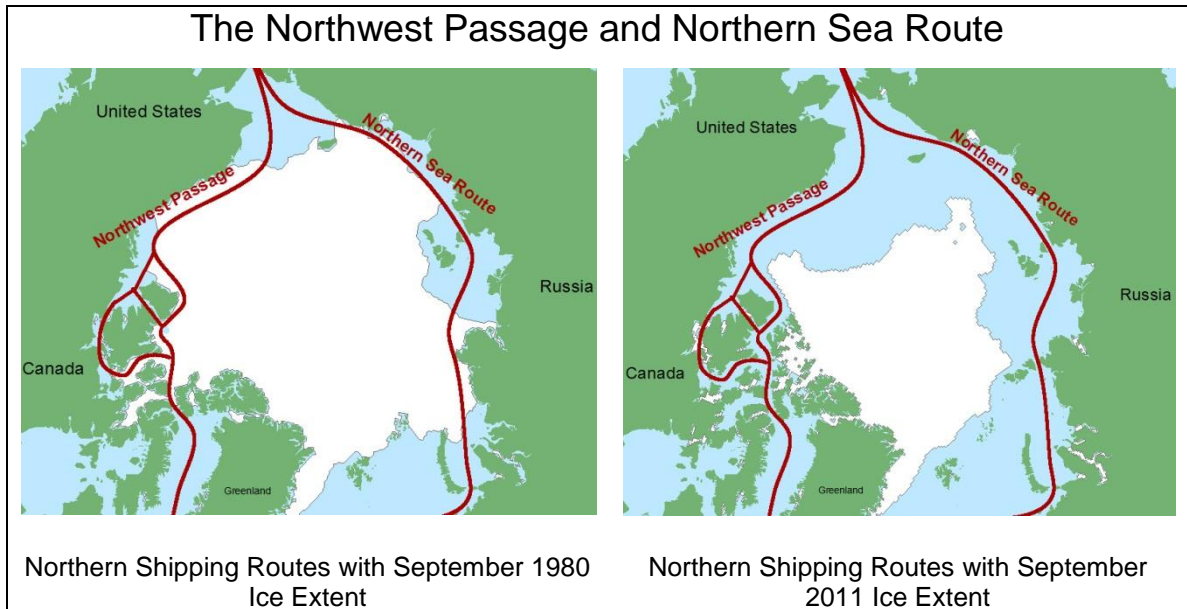 The Northwest Passage and Northern Sea Route
United States
Northern Sea Route
Northwest Passage
Russia
Canada
Greenland
United States
Northern Sea Route
Northwest Passage
Russia
Canada
Greenland
Northern Shipping Routes with September 1980
Ice Extent
Northern Shipping Routes with September
2011 Ice Extent